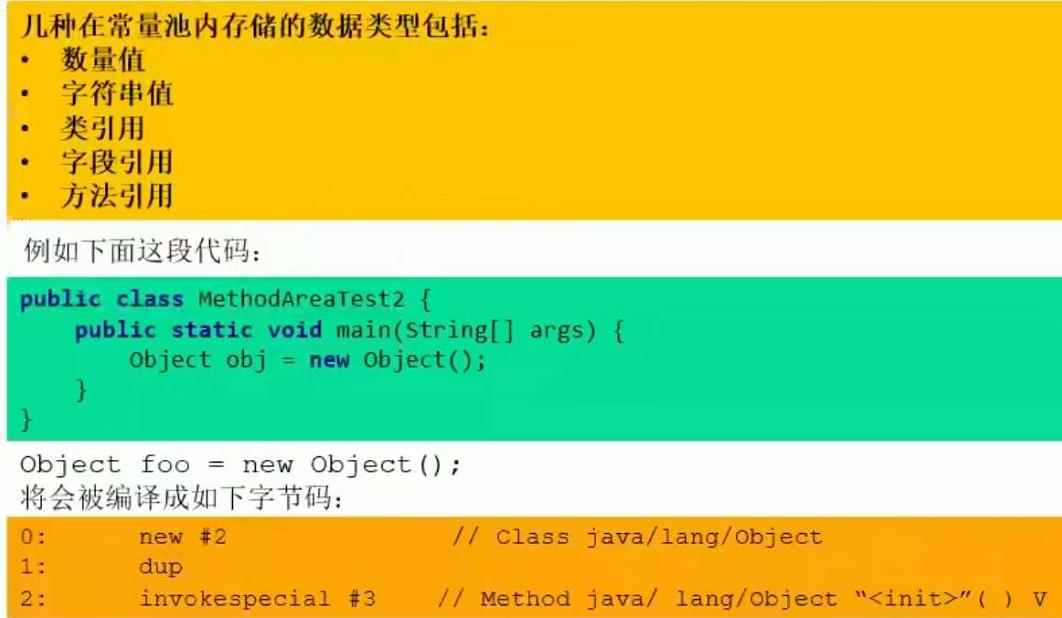 几种在常量池内存储的数据类型包括：
• 数量值
• 字符串值
• 类引用
• 字段引用
• 方法引用
例如下面这段代码：
public class MethodAreaTest2 {
    public static void main(String[] args) {
        Object obj = new Object();
    }
}
Object foo = new Object();
将会被编译成如下字节码：
0: new #2 // Class java/lang/Object
1: dup
2: invokespecial #3 // Method java/ lang/Object “<init>”( ) V